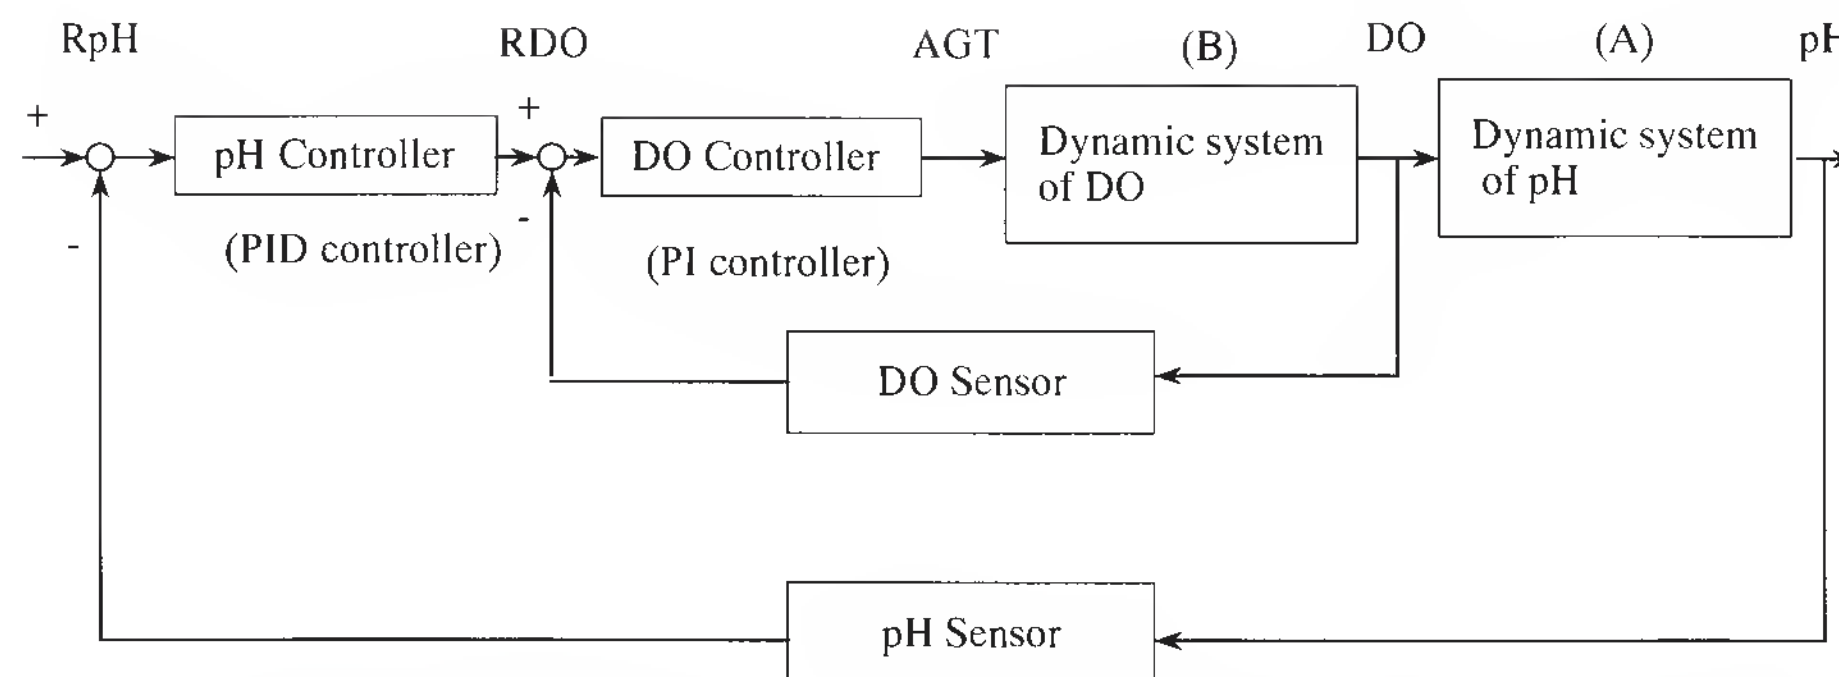 RpH
RDO
AGT
(B)
DO
(A)
pH
+
+
pH Controller
DO Controller
Dynamic system
of DO
Dynamic system
of pH
-
-
(PID controller)
(PI controller)
DO Sensor
pH Sensor